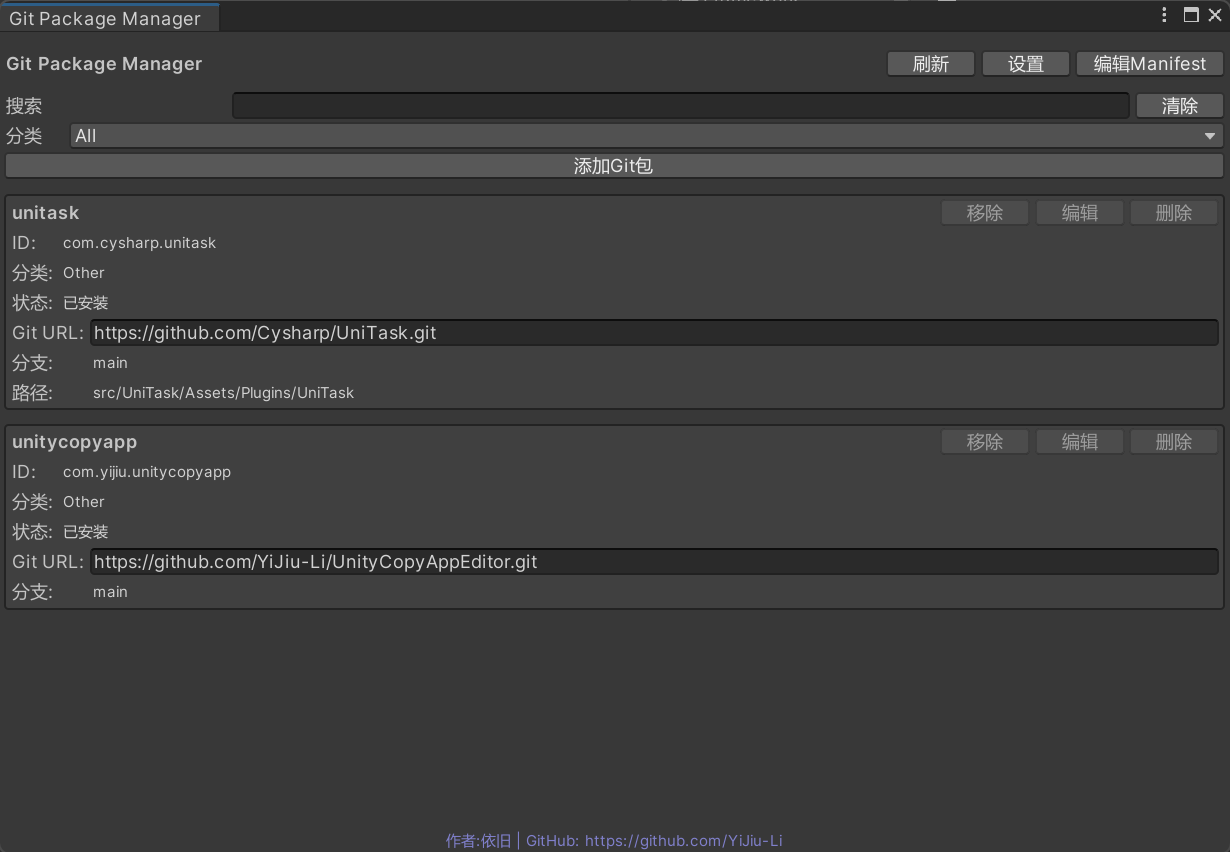 Git Package Manager
Git Package Manager 刷新 设置 编辑Manifest
搜索 清除
分类 All
添加Git包
unitask 移除 编辑 删除
ID: com.cysharp.unitask
分类: Other
状态: 已安装
Git URL: https://github.com/Cysharp/UniTask.git
分支: main
路径: src/UniTask/Assets/Plugins/UniTask
unitycopyapp 移除 编辑 删除
ID: com.yijiu.unitycopyapp
分类: Other
状态: 已安装
Git URL: https://github.com/YiJiu-Li/UnityCopyAppEditor.git
分支: main
作者:依旧 | GitHub: https://github.com/YiJiu-Li